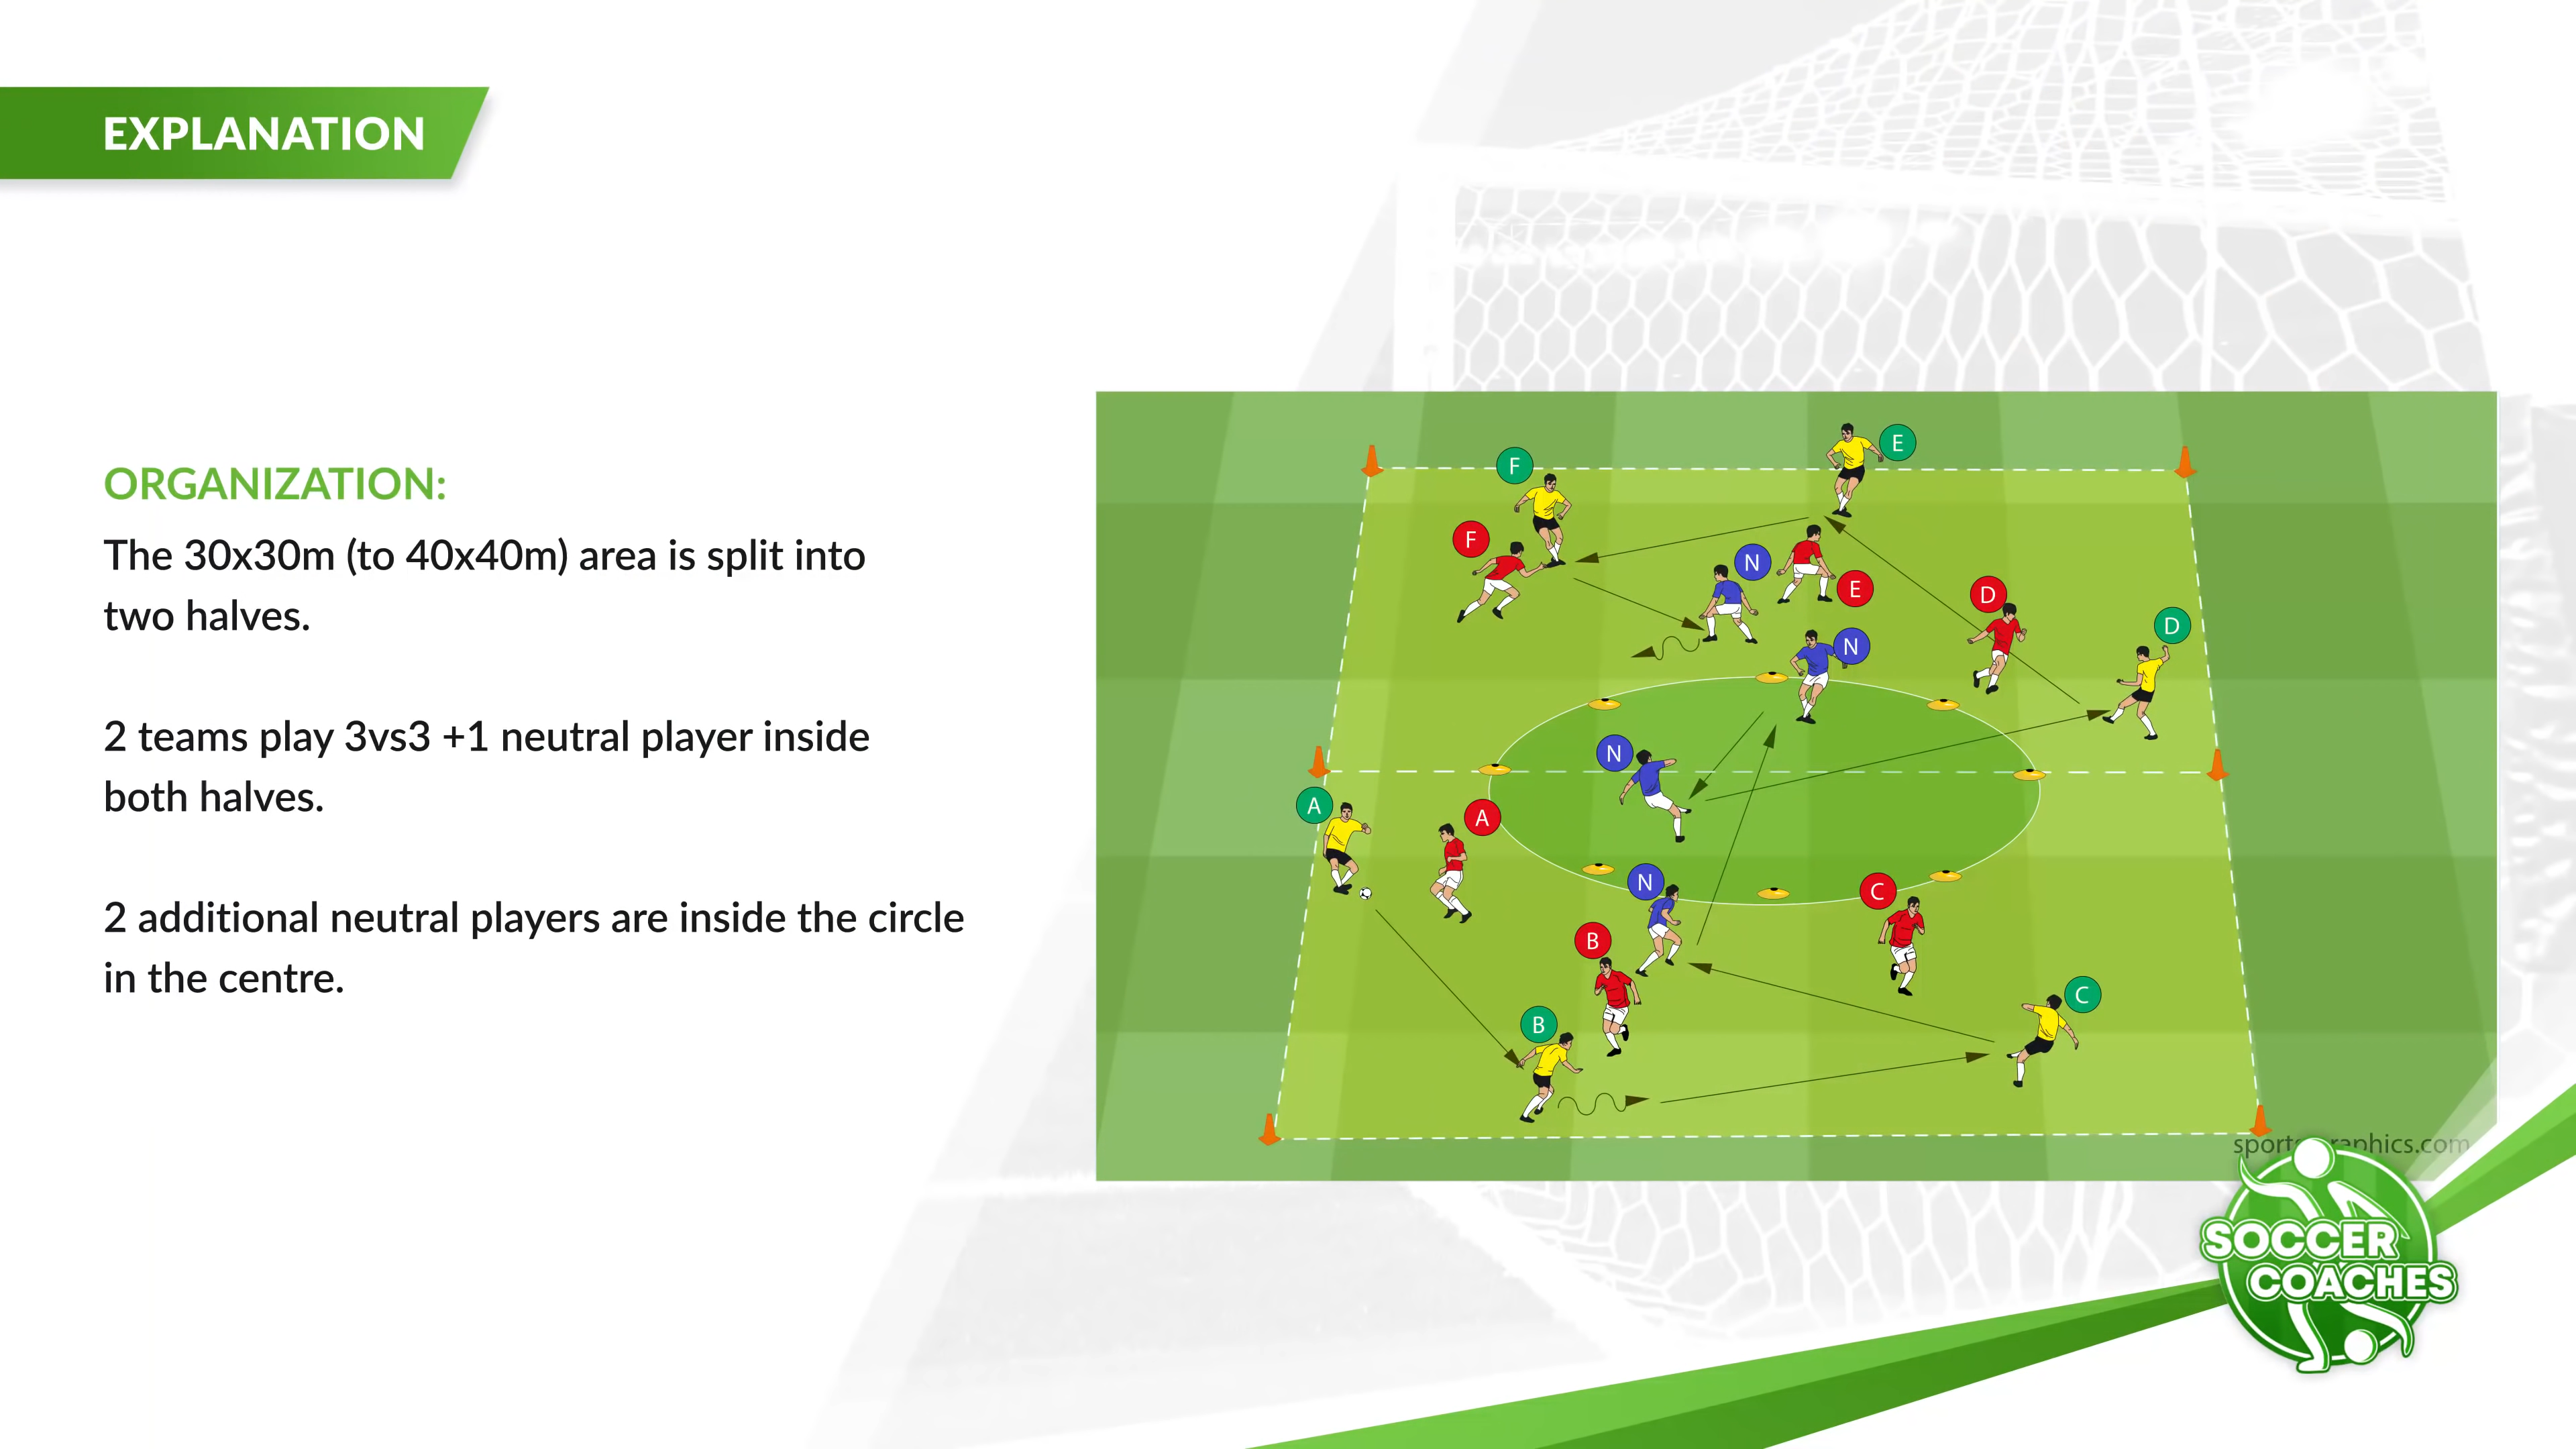 EXPLANATION
ORGANIZATION:
The 30x30m (to 40x40m) area is split into
two halves.
2 teams play 3vs3 +1 neutral player inside
both halves.
2 additional neutral players are inside the circle
in the centre.
E
F
F
N
E
D
D
N
N
A
A
N
C
B
C
B
SOCCER
COACHES